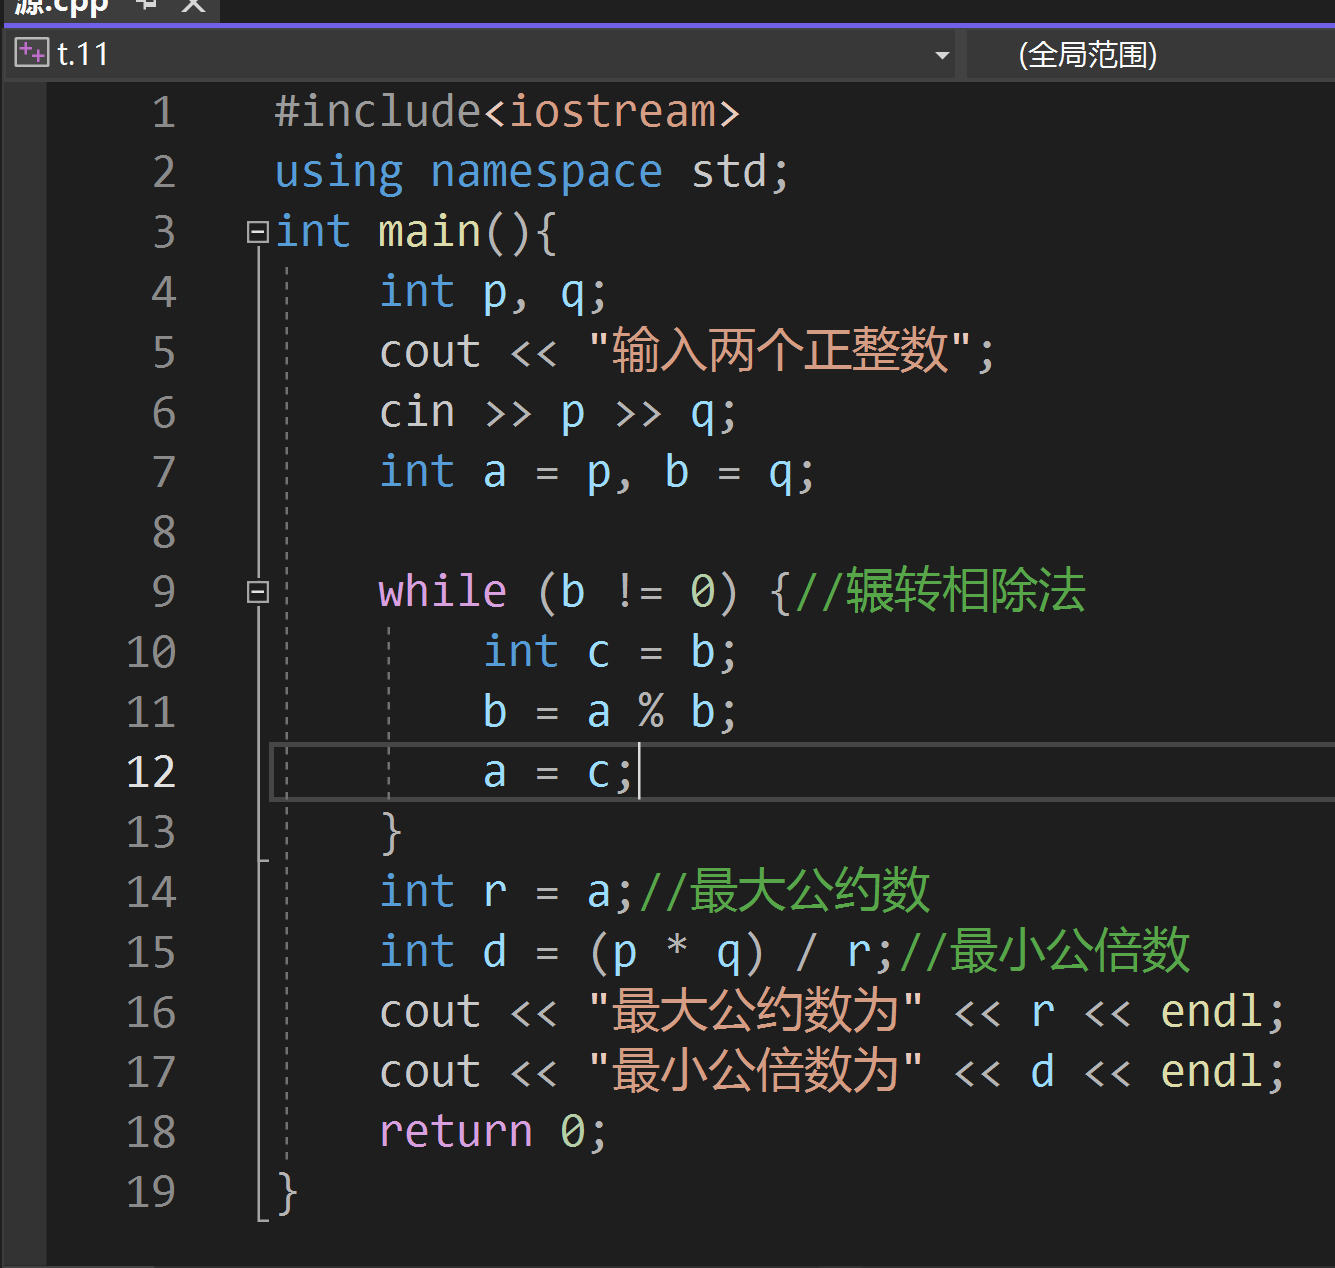 源.cpp
t.11
(全局范围)
1 #include<iostream>
2 using namespace std;
3 int main(){
4 int p, q;
5 cout << "输入两个正整数";
6 cin >> p >> q;
7 int a = p, b = q;
8
9 while (b != 0) {//辗转相除法
10 int c = b;
11 b = a % b;
12 a = c;
13 }
14 int r = a;//最大公约数
15 int d = (p * q) / r;//最小公倍数
16 cout << "最大公约数为" << r << endl;
17 cout << "最小公倍数为" << d << endl;
18 return 0;
19 }